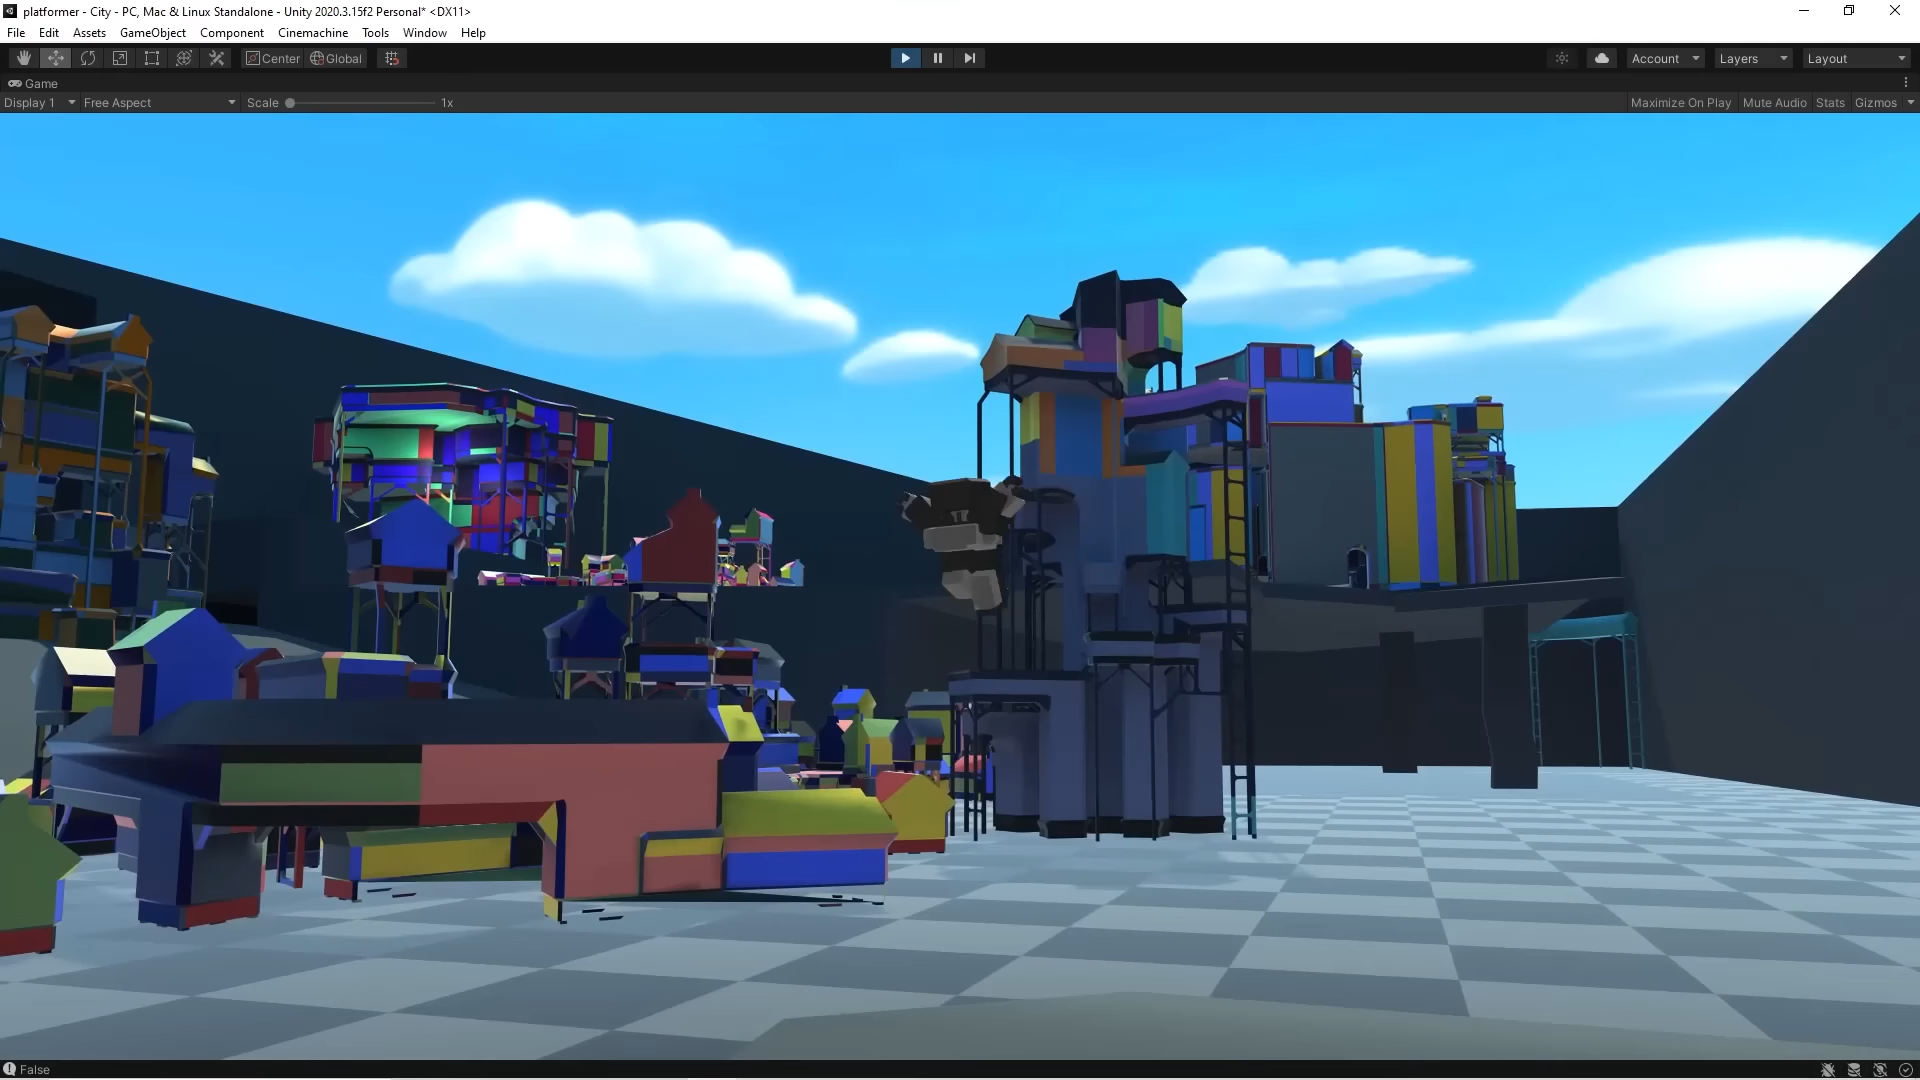 platformer - City - PC, Mac & Linux Standalone - Unity 2020.3.15f2 Personal* <DX11>
File Edit Assets GameObject Component Cinemachine Tools Window Help
Center Global Account Layers Layout
Game
Display 1 Free Aspect Scale 1x Maximize On Play Mute Audio Stats Gizmos
False